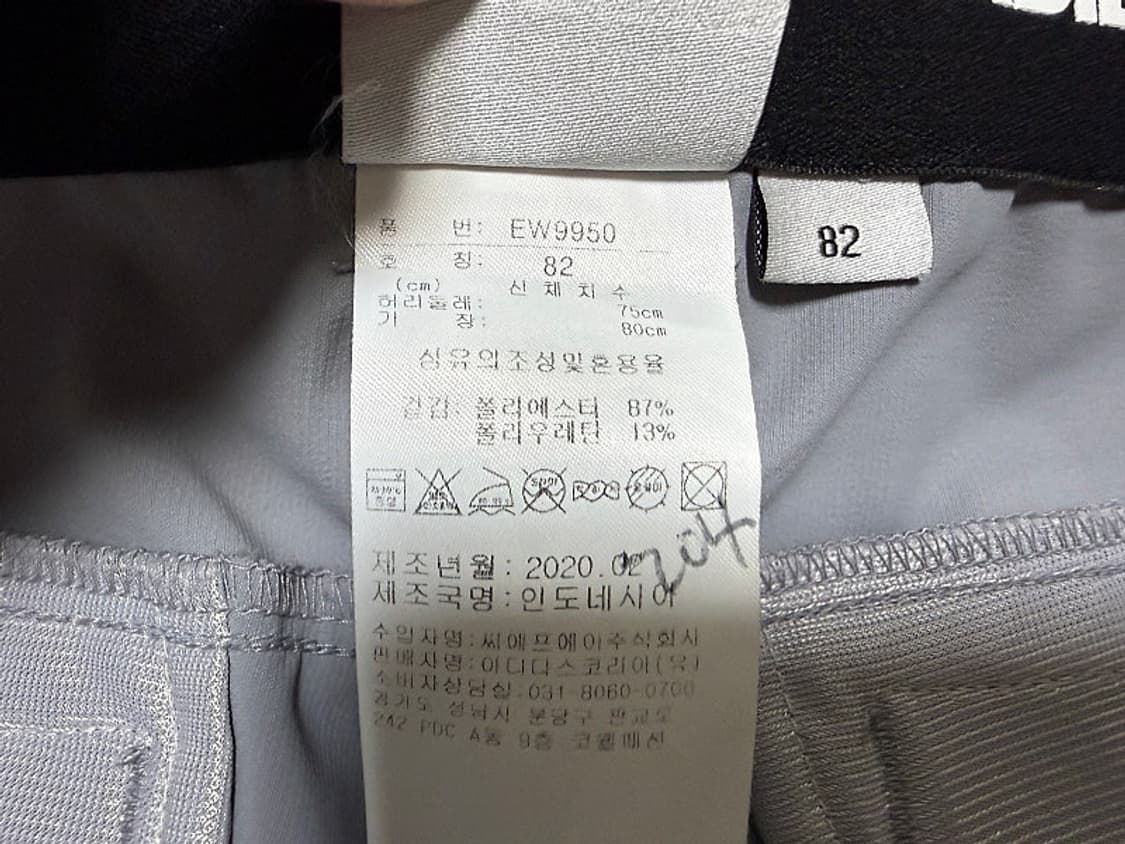 품 번: EW9950
호 징: 82
82
(cm) 신 체 치 수
허리둘레: 75cm
기 장: 80cm
섬유의조성및혼용율
겉감: 폴리에스터 87%
폴리우레탄 13%
제조년월: 2020.02
204
제조국명: 인도네시아
수입자명: 씨에프에이주식회사
판매자명: 아디다스코리아(유)
소비자상담실: 031-8060-0700
경기도 성남시 분당구 판교로
242 PDC A동 9층 코웰패션